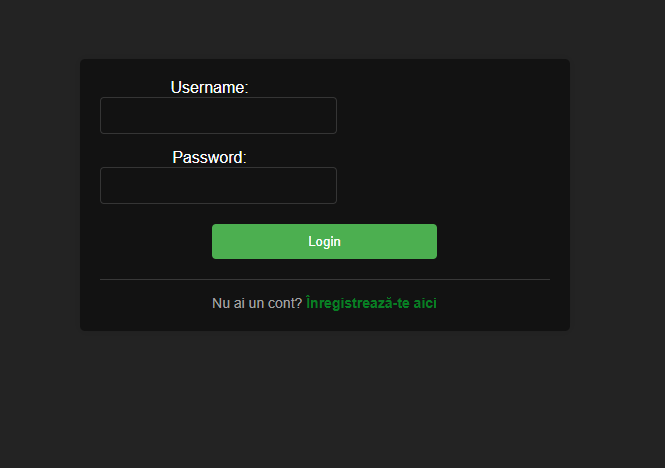 Username:
Password:
Login
Nu ai un cont? Înregistrează-te aici